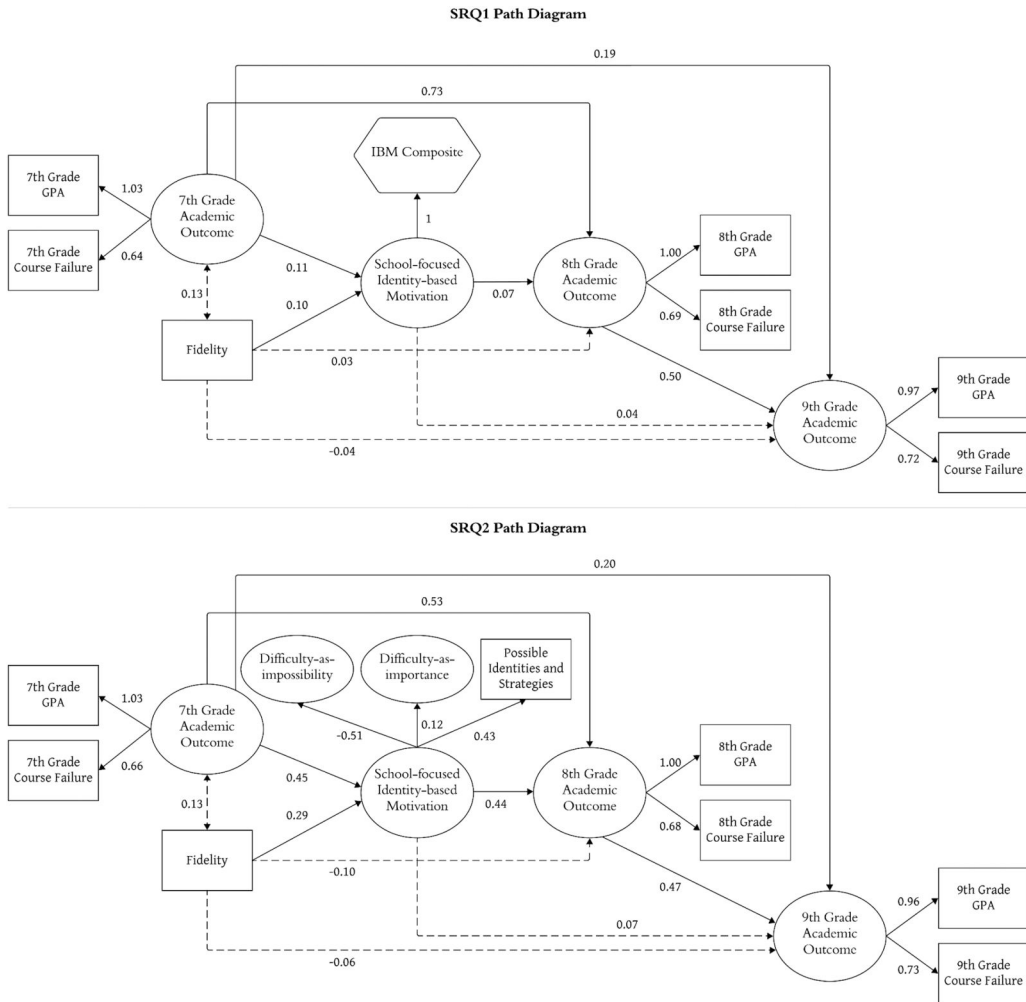 SRQ1 Path Diagram
0.19
0.73
IBM Composite
7th Grade
GPA
1.03
7th Grade
Academic
Outcome
1
7th Grade
Course Failure
0.64
8th Grade
GPA
0.11
School-focused
Identity-based
Motivation
0.07
8th Grade
Academic
Outcome
1.00
0.13
0.10
0.69
8th Grade
Course Failure
Fidelity
0.03
0.50
9th Grade
GPA
0.97
0.04
9th Grade
Academic
Outcome
-0.04
0.72
9th Grade
Course Failure
SRQ2 Path Diagram
0.20
0.53
Difficulty-as-
impossibility
Difficulty-as-
importance
Possible
Identities and
Strategies
7th Grade
GPA
1.03
7th Grade
Academic
Outcome
-0.51
0.12
0.43
7th Grade
Course Failure
0.66
8th Grade
GPA
0.45
School-focused
Identity-based
Motivation
0.44
8th Grade
Academic
Outcome
1.00
0.13
0.29
0.68
8th Grade
Course Failure
Fidelity
-0.10
0.47
9th Grade
GPA
0.96
0.07
9th Grade
Academic
Outcome
-0.06
0.73
9th Grade
Course Failure